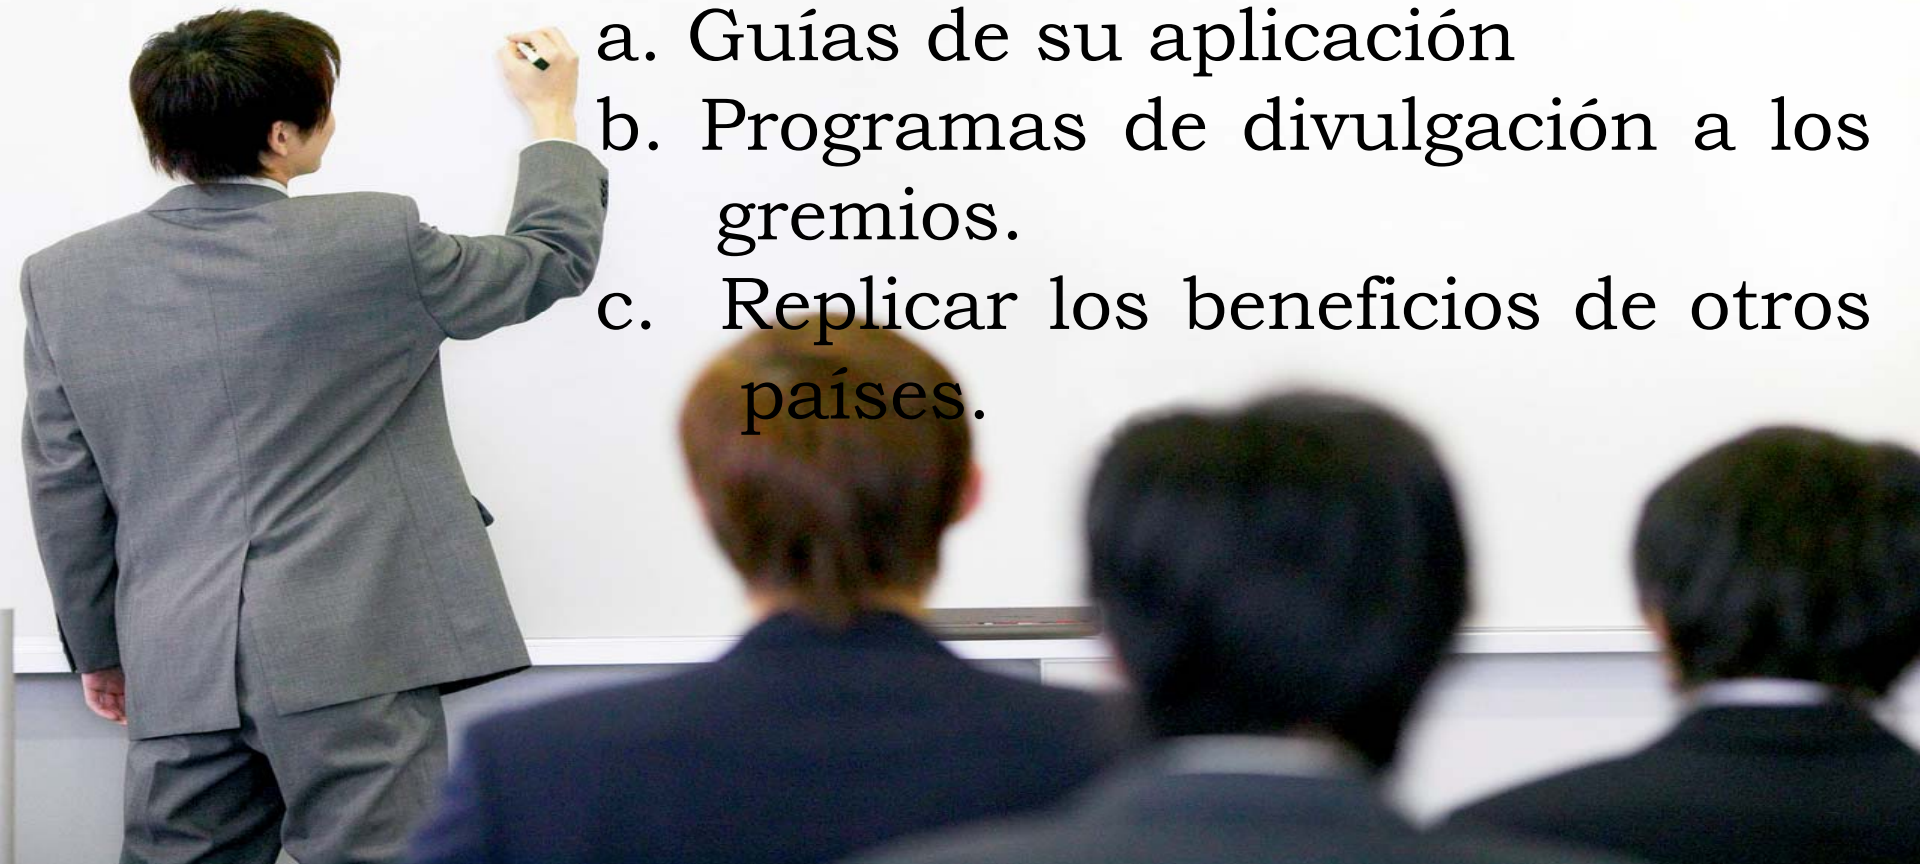 a. Guías de su aplicación
b. Programas de divulgación a los
gremios.
c. Replicar los beneficios de otros
países.